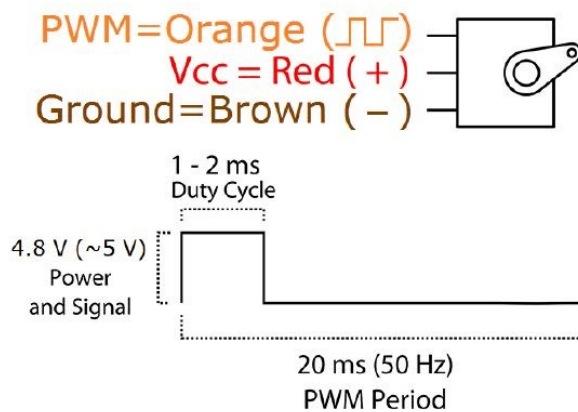 PWM=Orange (⎍⎍)
Vcc = Red (+)
Ground=Brown (−)
1 - 2 ms
Duty Cycle
4.8 V (~5 V)
Power
and Signal
20 ms (50 Hz)
PWM Period